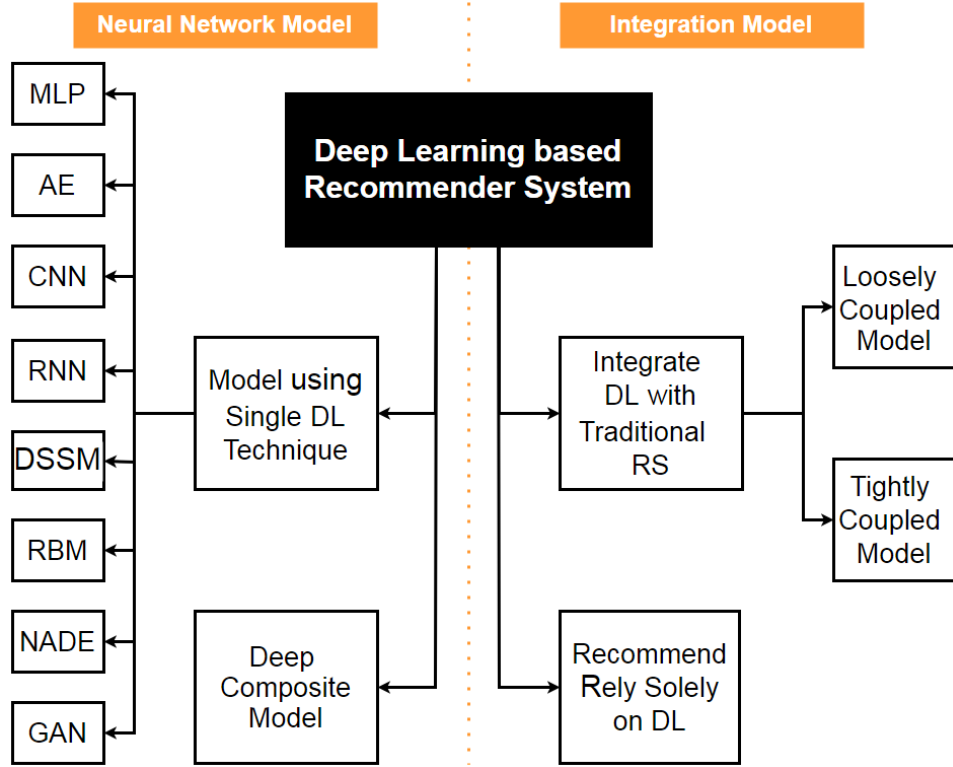 Neural Network Model
Integration Model
Deep Learning based
Recommender System
MLP
AE
CNN
RNN
DSSM
RBM
NADE
GAN
Model using
Single DL
Technique
Deep
Composite
Model
Integrate
DL with
Traditional
RS
Recommend
Rely Solely
on DL
Loosely
Coupled
Model
Tightly
Coupled
Model